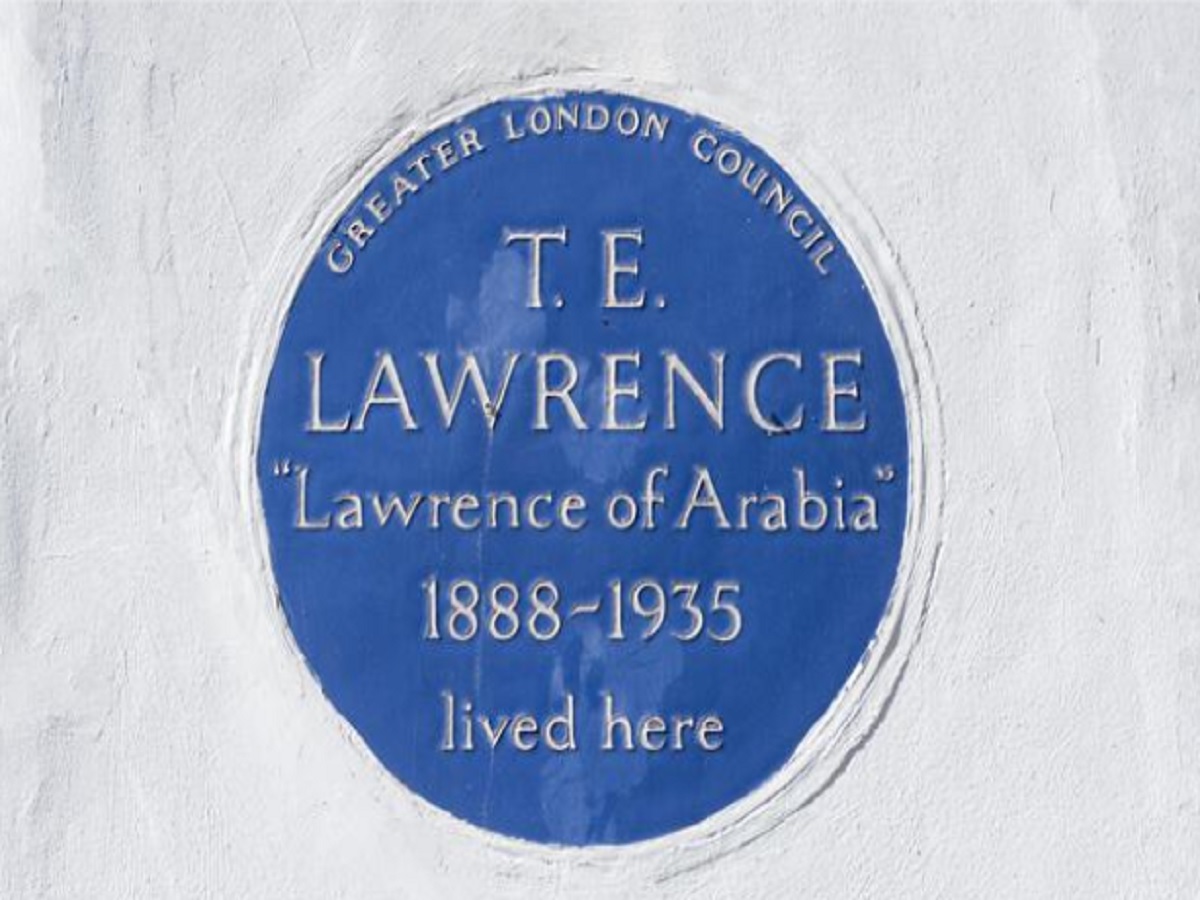 GREATER LONDON COUNCIL
T. E.
LAWRENCE
“Lawrence of Arabia”
1888-1935
lived here